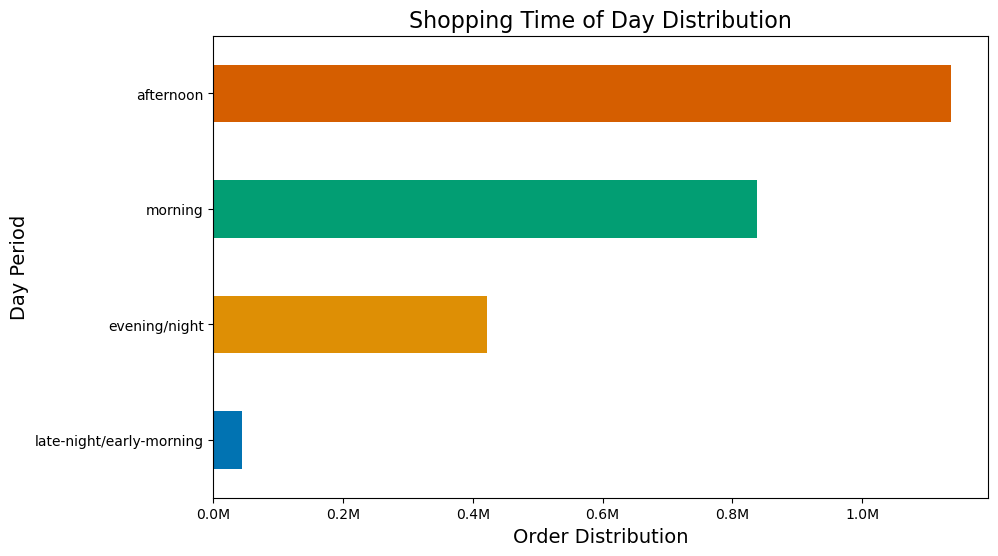 Shopping Time of Day Distribution
afternoon
morning
evening/night
late-night/early-morning
Day Period
0.0M 0.2M 0.4M 0.6M 0.8M 1.0M
Order Distribution